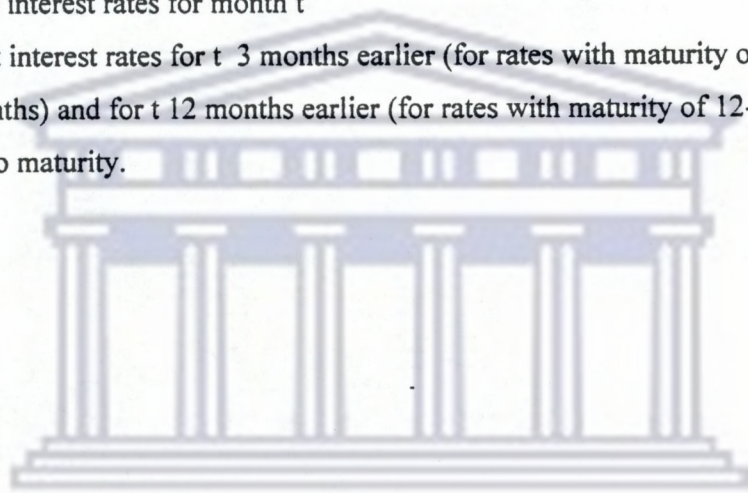 interest rates for month t
interest rates for t 3 months earlier (for rates with maturity o
ths) and for t 12 months earlier (for rates with maturity of 12-
o maturity.